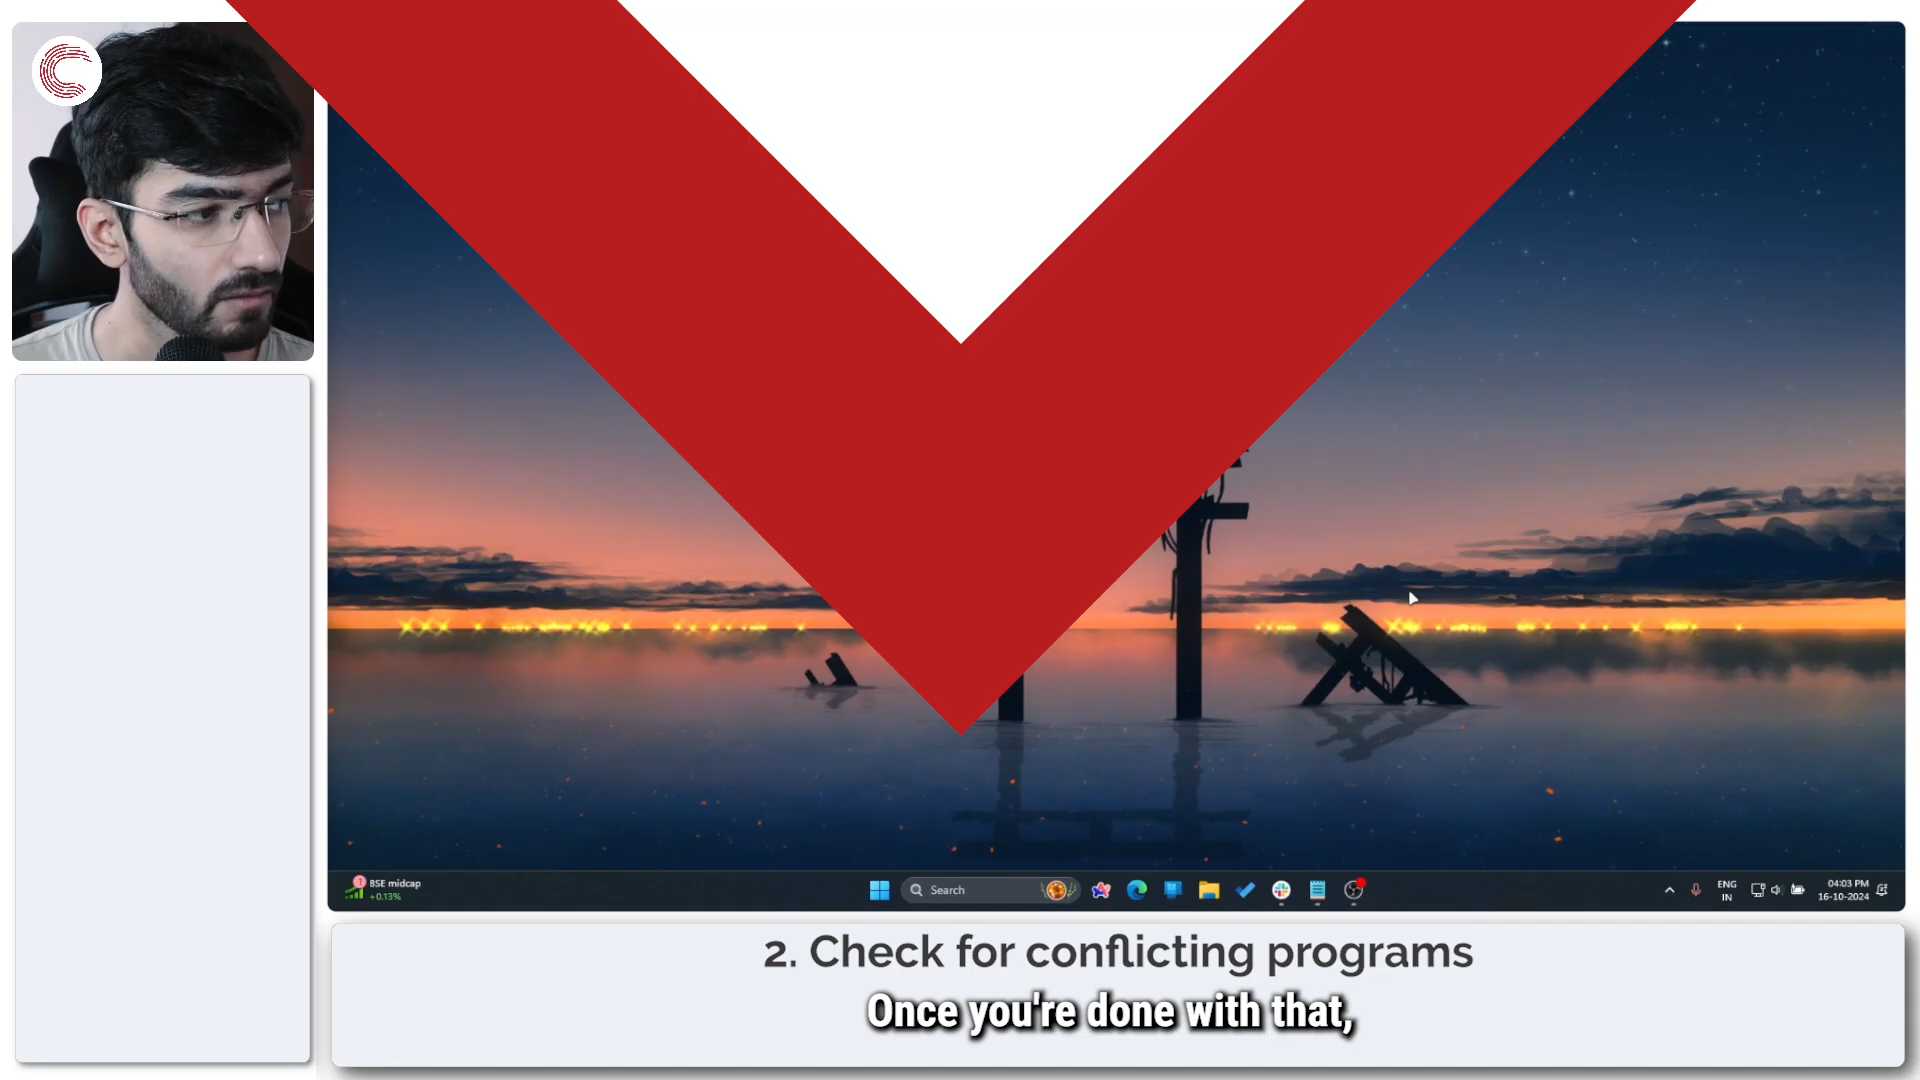 1
BSE midcap
+0.13%
Search
ENG
IN
04:03 PM
16-10-2024
2. Check for conflicting programs
Once you're done with that,